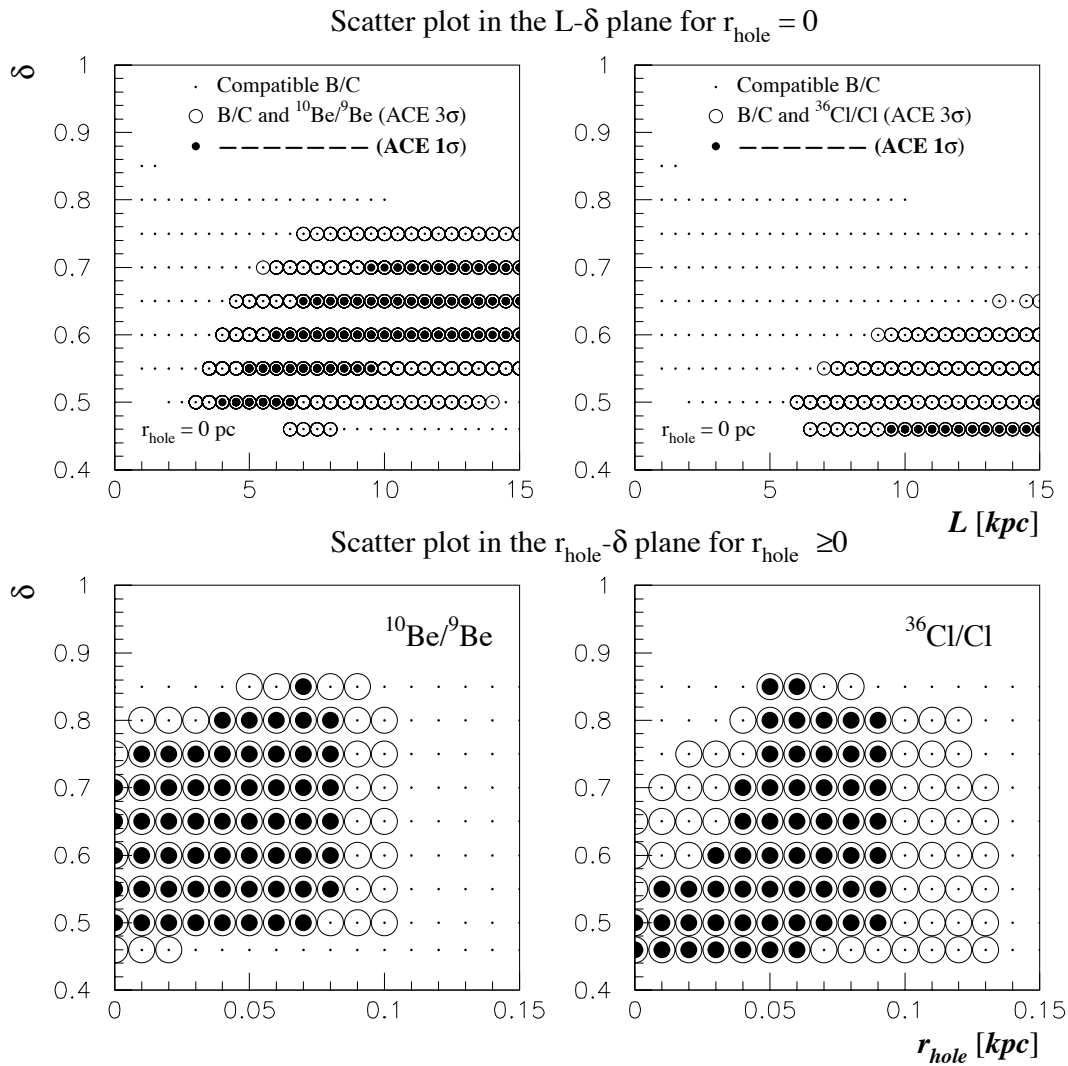 Scatter plot in the L-δ plane for r_hole = 0
δ
1
0.9
0.8
0.7
0.6
0.5
0.4
0
5
10
15
Compatible B/C
B/C and ¹⁰Be/⁹Be (ACE 3σ)
(ACE 1σ)
r_hole = 0 pc
1
0.9
0.8
0.7
0.6
0.5
0.4
0
5
10
15
Compatible B/C
B/C and ³⁶Cl/Cl (ACE 3σ)
(ACE 1σ)
r_hole = 0 pc
L [kpc]
Scatter plot in the r_hole-δ plane for r_hole ≥0
δ
1
0.9
0.8
0.7
0.6
0.5
0.4
0
0.05
0.1
0.15
¹⁰Be/⁹Be
1
0.9
0.8
0.7
0.6
0.5
0.4
0
0.05
0.1
0.15
³⁶Cl/Cl
r_hole [kpc]